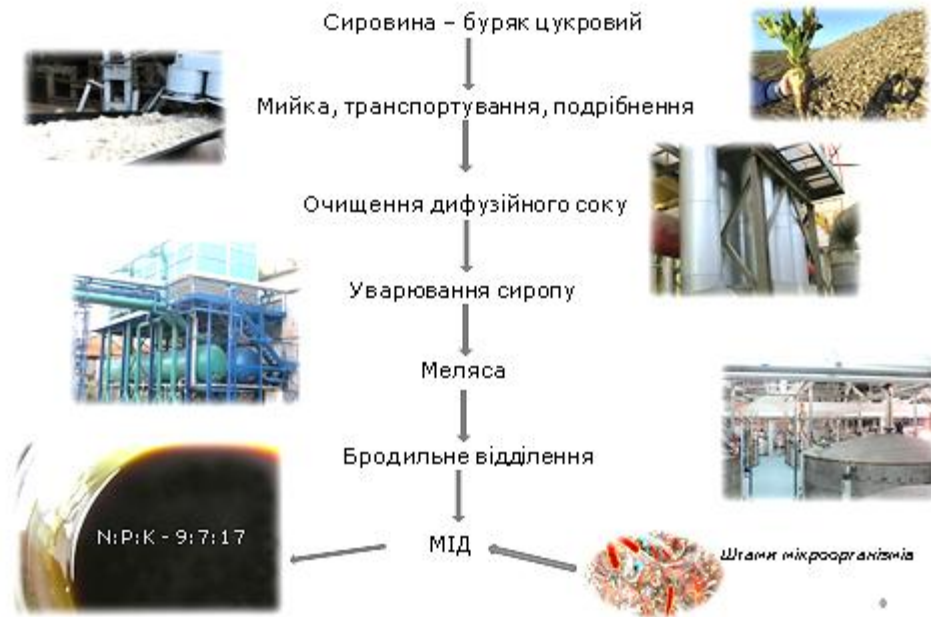 Сировина – буряк цукровий
Мийка, транспортування, подрібнення
Очищення дифузійного соку
Уварювання сиропу
Меляса
Бродильне відділення
N:P:K - 9:7:17
МІД
Штами мікроорганізмів